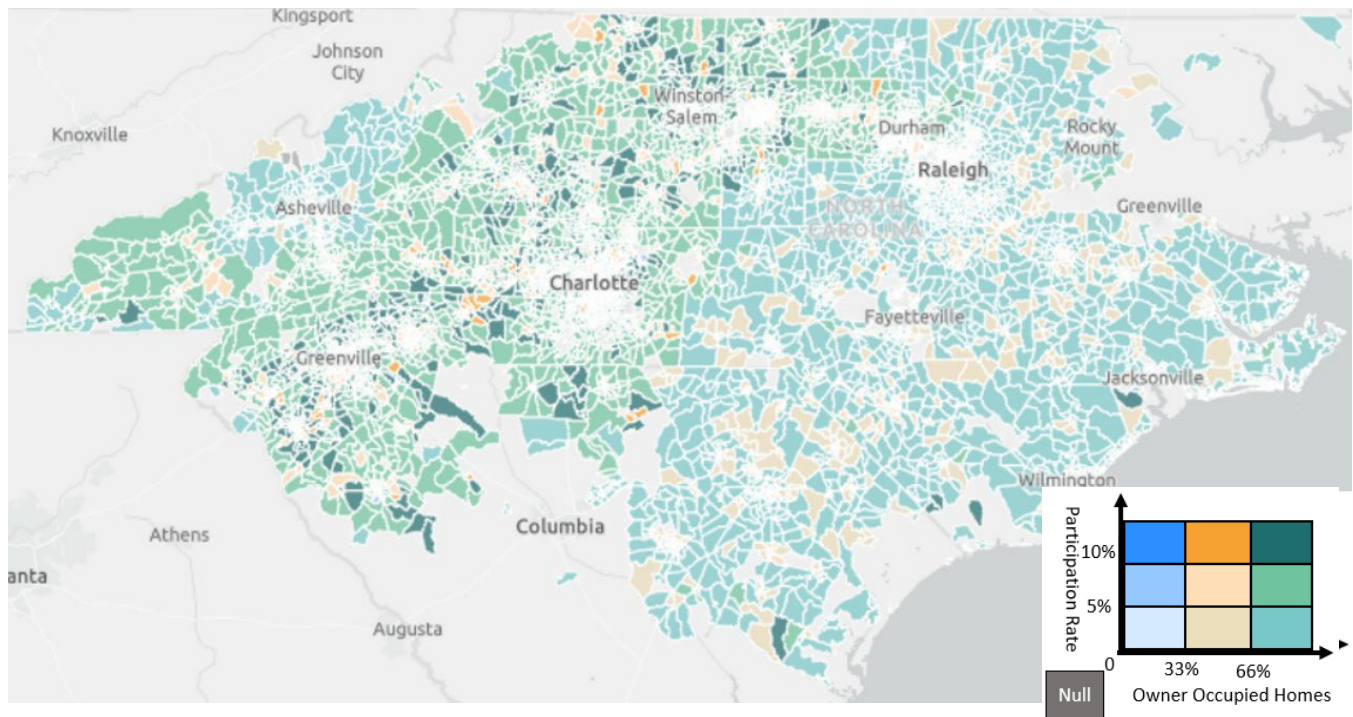 Kingsport
Johnson
City
Knoxville
Winston-
Salem
Durham
Rocky
Mount
Raleigh
Asheville
NORTH
CAROLINA
Greenville
Charlotte
Fayetteville
Greenville
Jacksonville
Wilmington
Columbia
Athens
anta
Augusta
Participation Rate
10%
5%
0
33%
66%
Null
Owner Occupied Homes